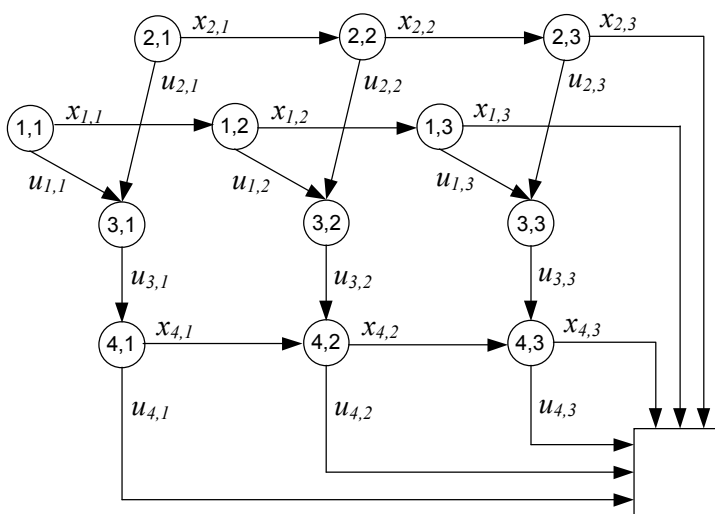 x2,1 x2,2 x2,3
2,1 2,2 2,3
u2,1 u2,2 u2,3
x1,1 x1,2 x1,3
1,1 1,2 1,3
u1,1 u1,2 u1,3
3,1 3,2 3,3
u3,1 u3,2 u3,3
x4,1 x4,2 x4,3
4,1 4,2 4,3
u4,1 u4,2 u4,3